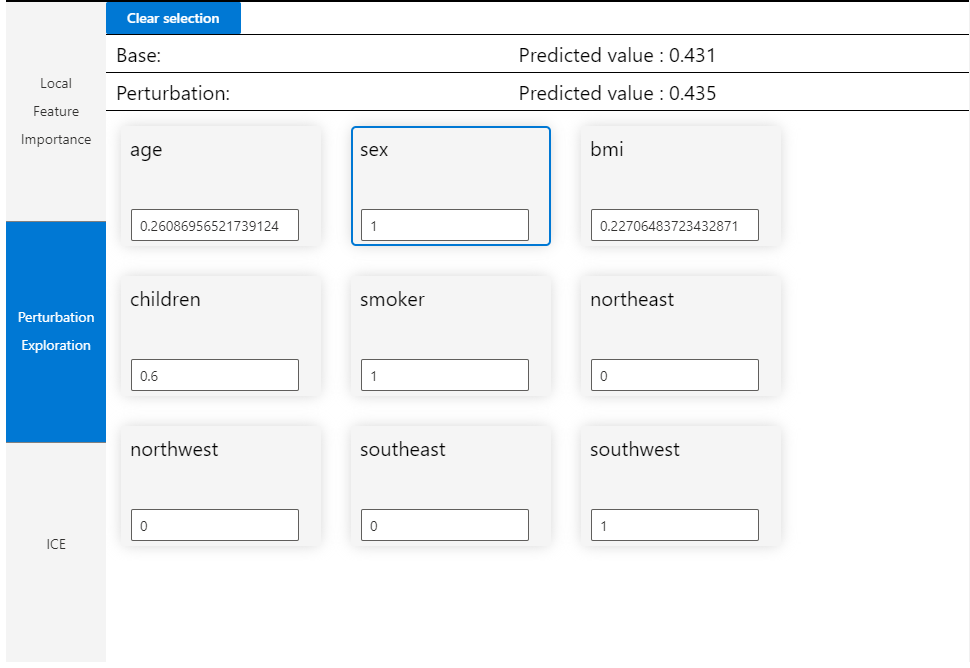 Clear selection
Base:
Predicted value : 0.431
Perturbation:
Predicted value : 0.435
Local
Feature
Importance
Perturbation
Exploration
ICE
age
0.26086956521739124
sex
1
bmi
0.22706483723432871
children
0.6
smoker
1
northeast
0
northwest
0
southeast
0
southwest
1